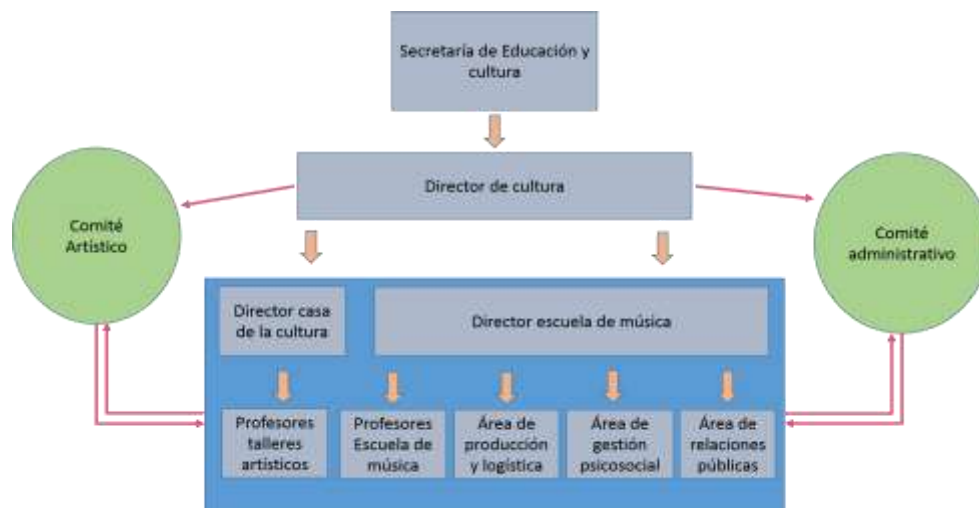 Secretaría de Educación y
cultura
Director de cultura
Comité
Artístico
Comité
administrativo
Director casa
de la cultura
Director escuela de música
Profesores
talleres
artísticos
Profesores
Escuela de
música
Área de
producción
y logística
Área de
gestión
psicosocial
Área de
relaciones
públicas